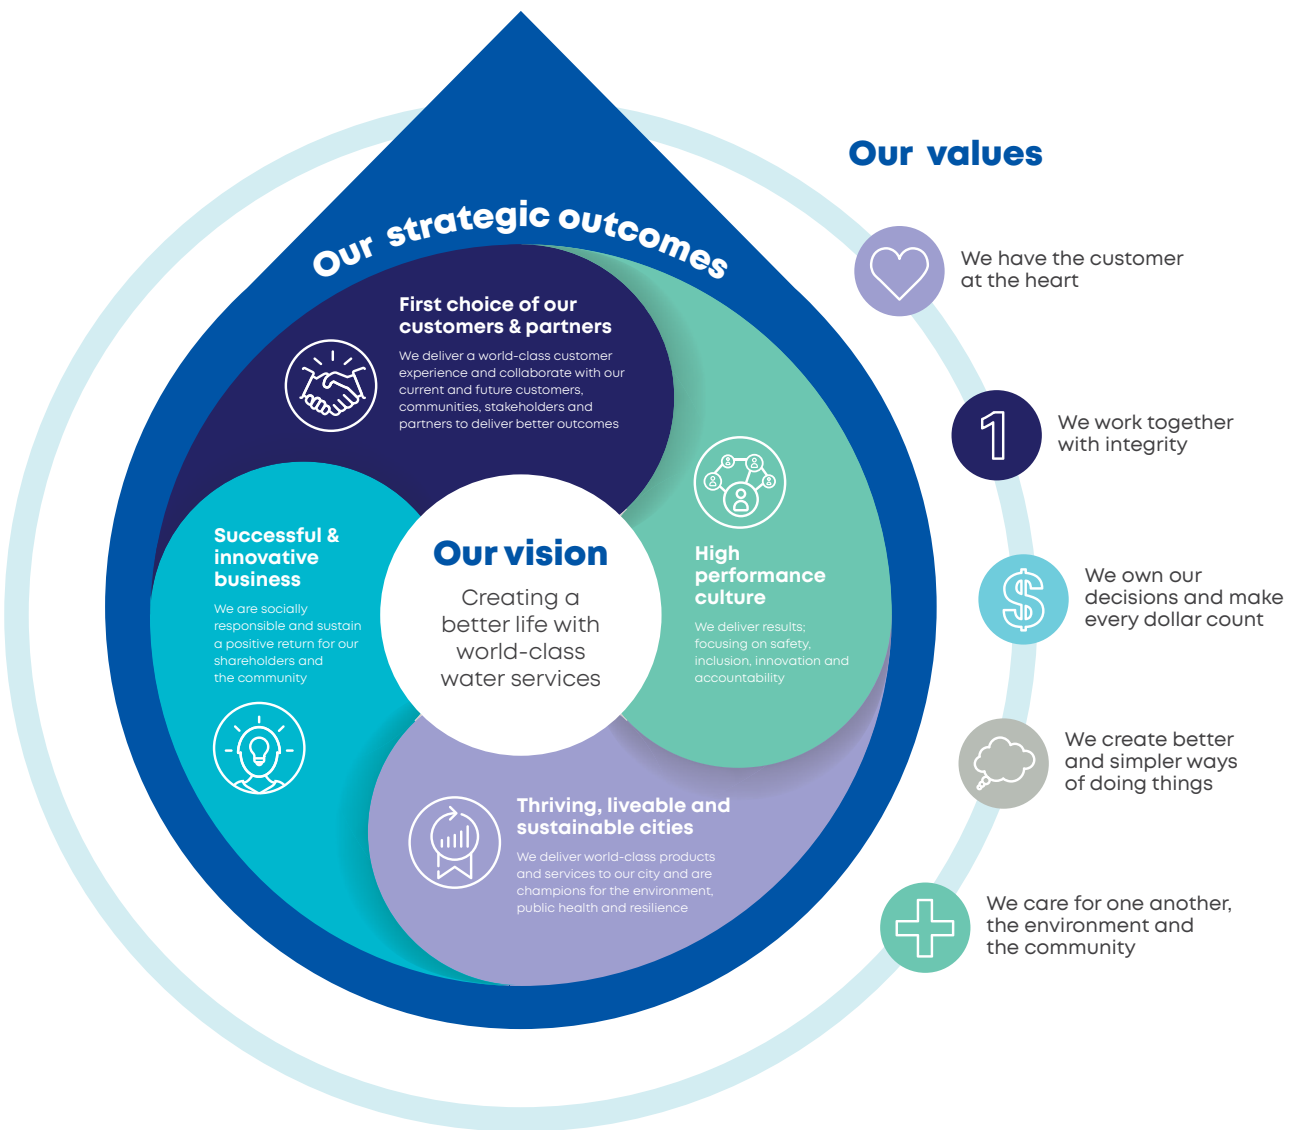 Our strategic outcomes
First choice of our
customers & partners
We deliver a world-class customer
experience and collaborate with our
current and future customers,
communities, stakeholders and
partners to deliver better outcomes
High
performance
culture
We deliver results;
focusing on safety,
inclusion, innovation and
accountability
Thriving, liveable and
sustainable cities
We deliver world-class products
and services to our city and are
champions for the environment,
public health and resilience
Successful &
innovative
business
We are socially
responsible and sustain
a positive return for our
shareholders and
the community
Our vision
Creating a
better life with
world-class
water services
Our values
We have the customer
at the heart
1
We work together
with integrity
$
We own our
decisions and make
every dollar count
We create better
and simpler ways
of doing things
We care for one another,
the environment and
the community